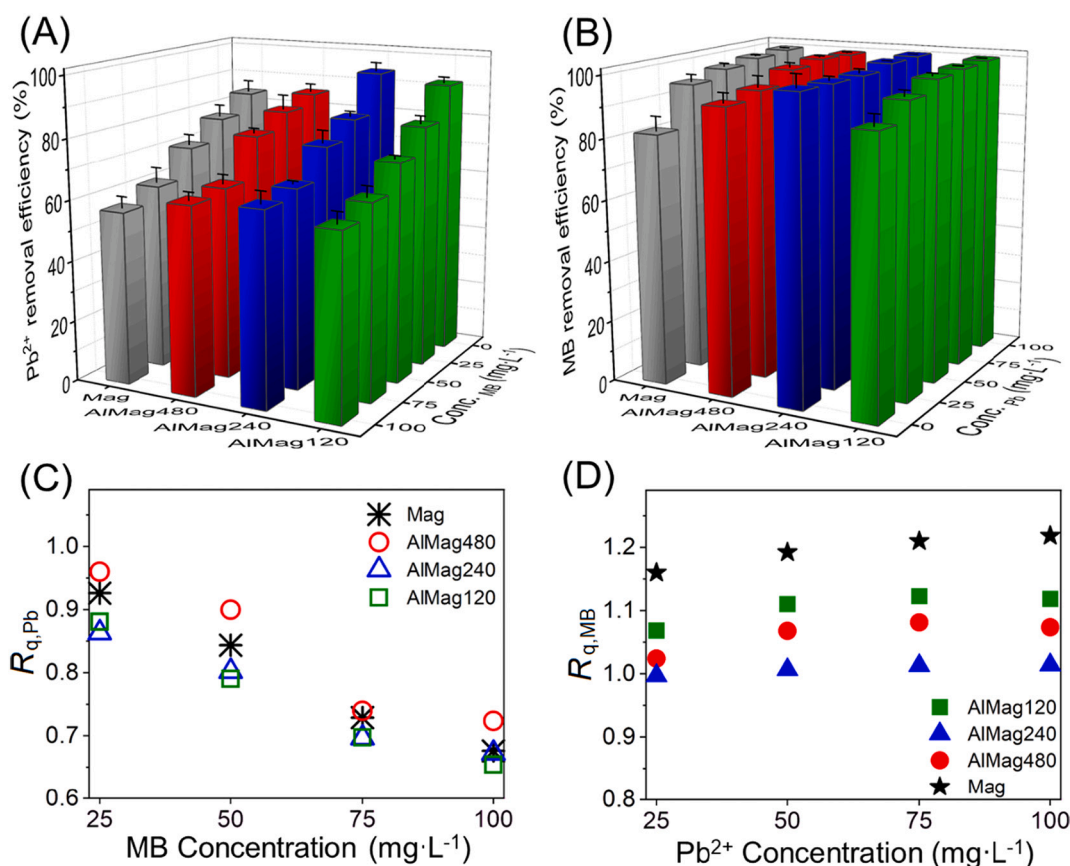 (A)
Pb²⁺ removal efficiency (%)
100
80
60
40
20
0
Mag
AlMag480
AlMag240
AlMag120
100
75
50
25
0
Conc. MB (mg·L⁻¹)
(B)
MB removal efficiency (%)
100
80
60
40
20
0
Mag
AlMag480
AlMag240
AlMag120
0
25
50
75
100
Conc. Pb (mg·L⁻¹)
(C)
Rq,Pb
1.0
0.9
0.8
0.7
0.6
Mag
AlMag480
AlMag240
AlMag120
25 50 75 100
MB Concentration (mg·L⁻¹)
(D)
Rq,MB
1.2
1.1
1.0
0.9
0.8
AlMag120
AlMag240
AlMag480
Mag
25 50 75 100
Pb²⁺ Concentration (mg·L⁻¹)